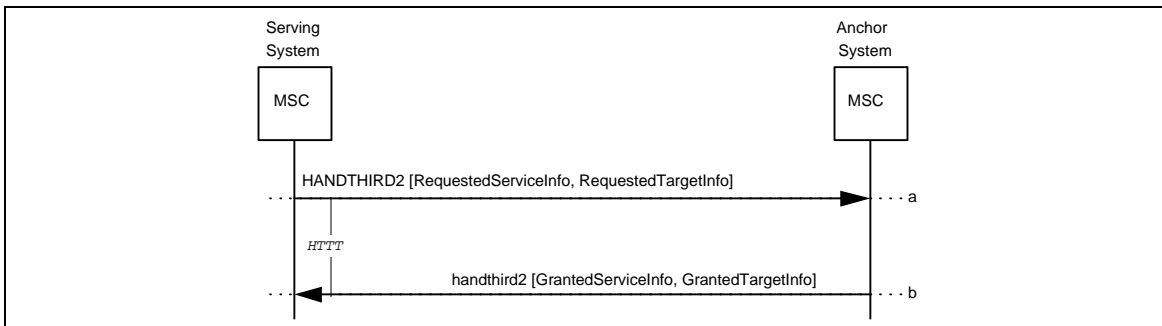 Serving
System
Anchor
System
MSC
MSC
HANDTHIRD2 [RequestedServiceInfo, RequestedTargetInfo]
a
HTTT
handthird2 [GrantedServiceInfo, GrantedTargetInfo]
b